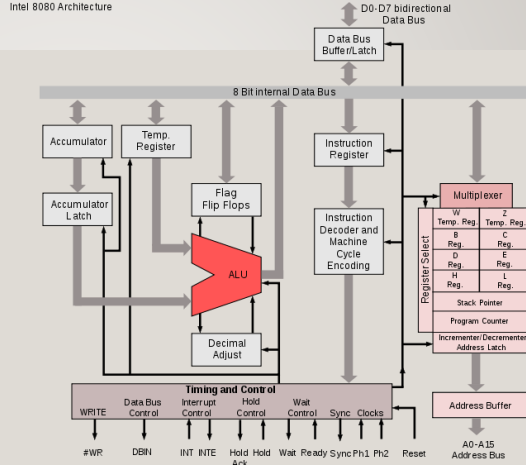 Intel 8080 Architecture
D0-D7 bidirectional
Data Bus
Data Bus
Buffer/Latch
8 Bit internal Data Bus
Accumulator
Temp.
Register
Instruction
Register
Multiplexer
Accumulator
Latch
Flag
Flip Flops
Instruction
Decoder and
Machine
Cycle
Encoding
Register Select
W
Temp. Reg.
Z
Temp. Reg.
B
Reg.
C
Reg.
D
Reg.
E
Reg.
H
Reg.
L
Reg.
Stack Pointer
Program Counter
Incrementer/Decrementer
Address Latch
ALU
Decimal
Adjust
Timing and Control
WRITE
Data Bus
Control
Interrupt
Control
Hold
Control
Wait
Control
Sync
Clocks
Address Buffer
#WR
DBIN
INT
INTE
Hold
Ack
Hold
Wait
Ready
Sync
Ph1
Ph2
Reset
A0-A15
Address Bus